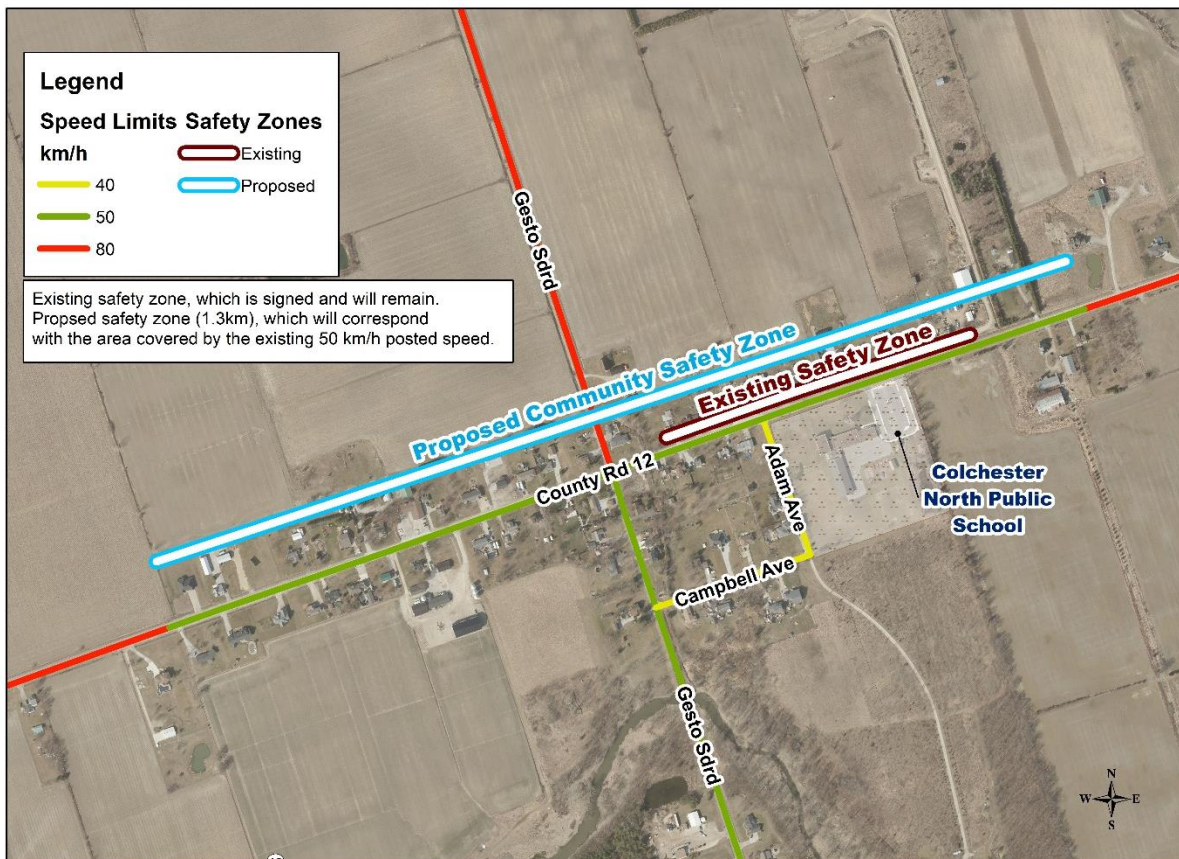 Legend
Speed Limits Safety Zones
km/h
Existing
40
Proposed
50
80
Existing safety zone, which is signed and will remain.
Propsed safety zone (1.3km), which will correspond
with the area covered by the existing 50 km/h posted speed.
Gesto Sdrd
Proposed Community Safety Zone
Existing Safety Zone
County Rd 12
Adam Ave
Colchester
North Public
School
Campbell Ave
Gesto Sdrd
N
W E
S